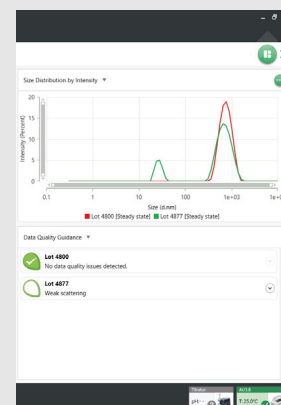 Size Distribution by Intensity
20
15
10
5
0
Intensity (Percent)
0.1 1 10 100 1e+03 1e+0
Size (d.nm)
Lot 4800 [Steady state] Lot 4877 [Steady state]
Data Quality Guidance
Lot 4800
No data quality issues detected.
Lot 4877
Weak scattering
T:25.0°C